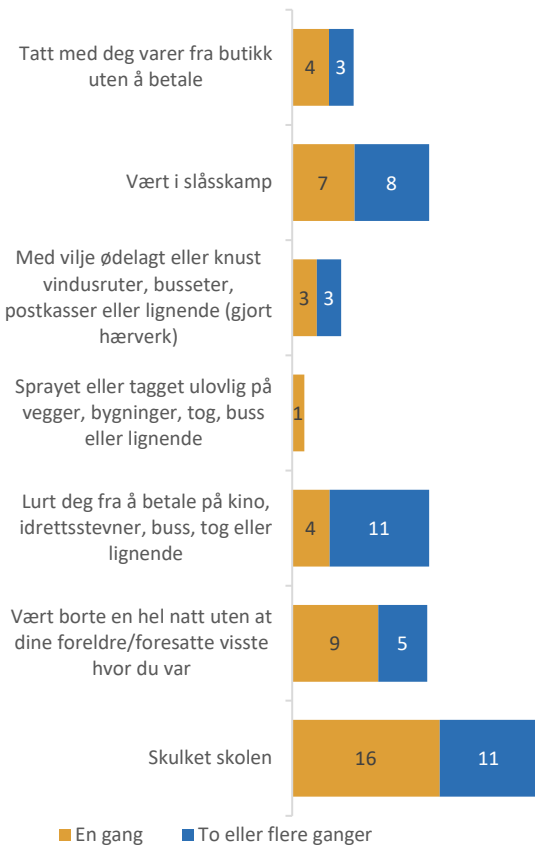 Tatt med deg varer fra butikk
uten å betale
4 3
Vært i slåsskamp
7 8
Med vilje ødelagt eller knust
vindusruter, busseter,
postkasser eller lignende (gjort
hærverk)
3 3
Sprayet eller tagget ulovlig på
vegger, bygninger, tog, buss
eller lignende
1
Lurt deg fra å betale på kino,
idrettsstevner, buss, tog eller
lignende
4 11
Vært borte en hel natt uten at
dine foreldre/foresatte visste
hvor du var
9 5
Skulket skolen
16 11
En gang To eller flere ganger